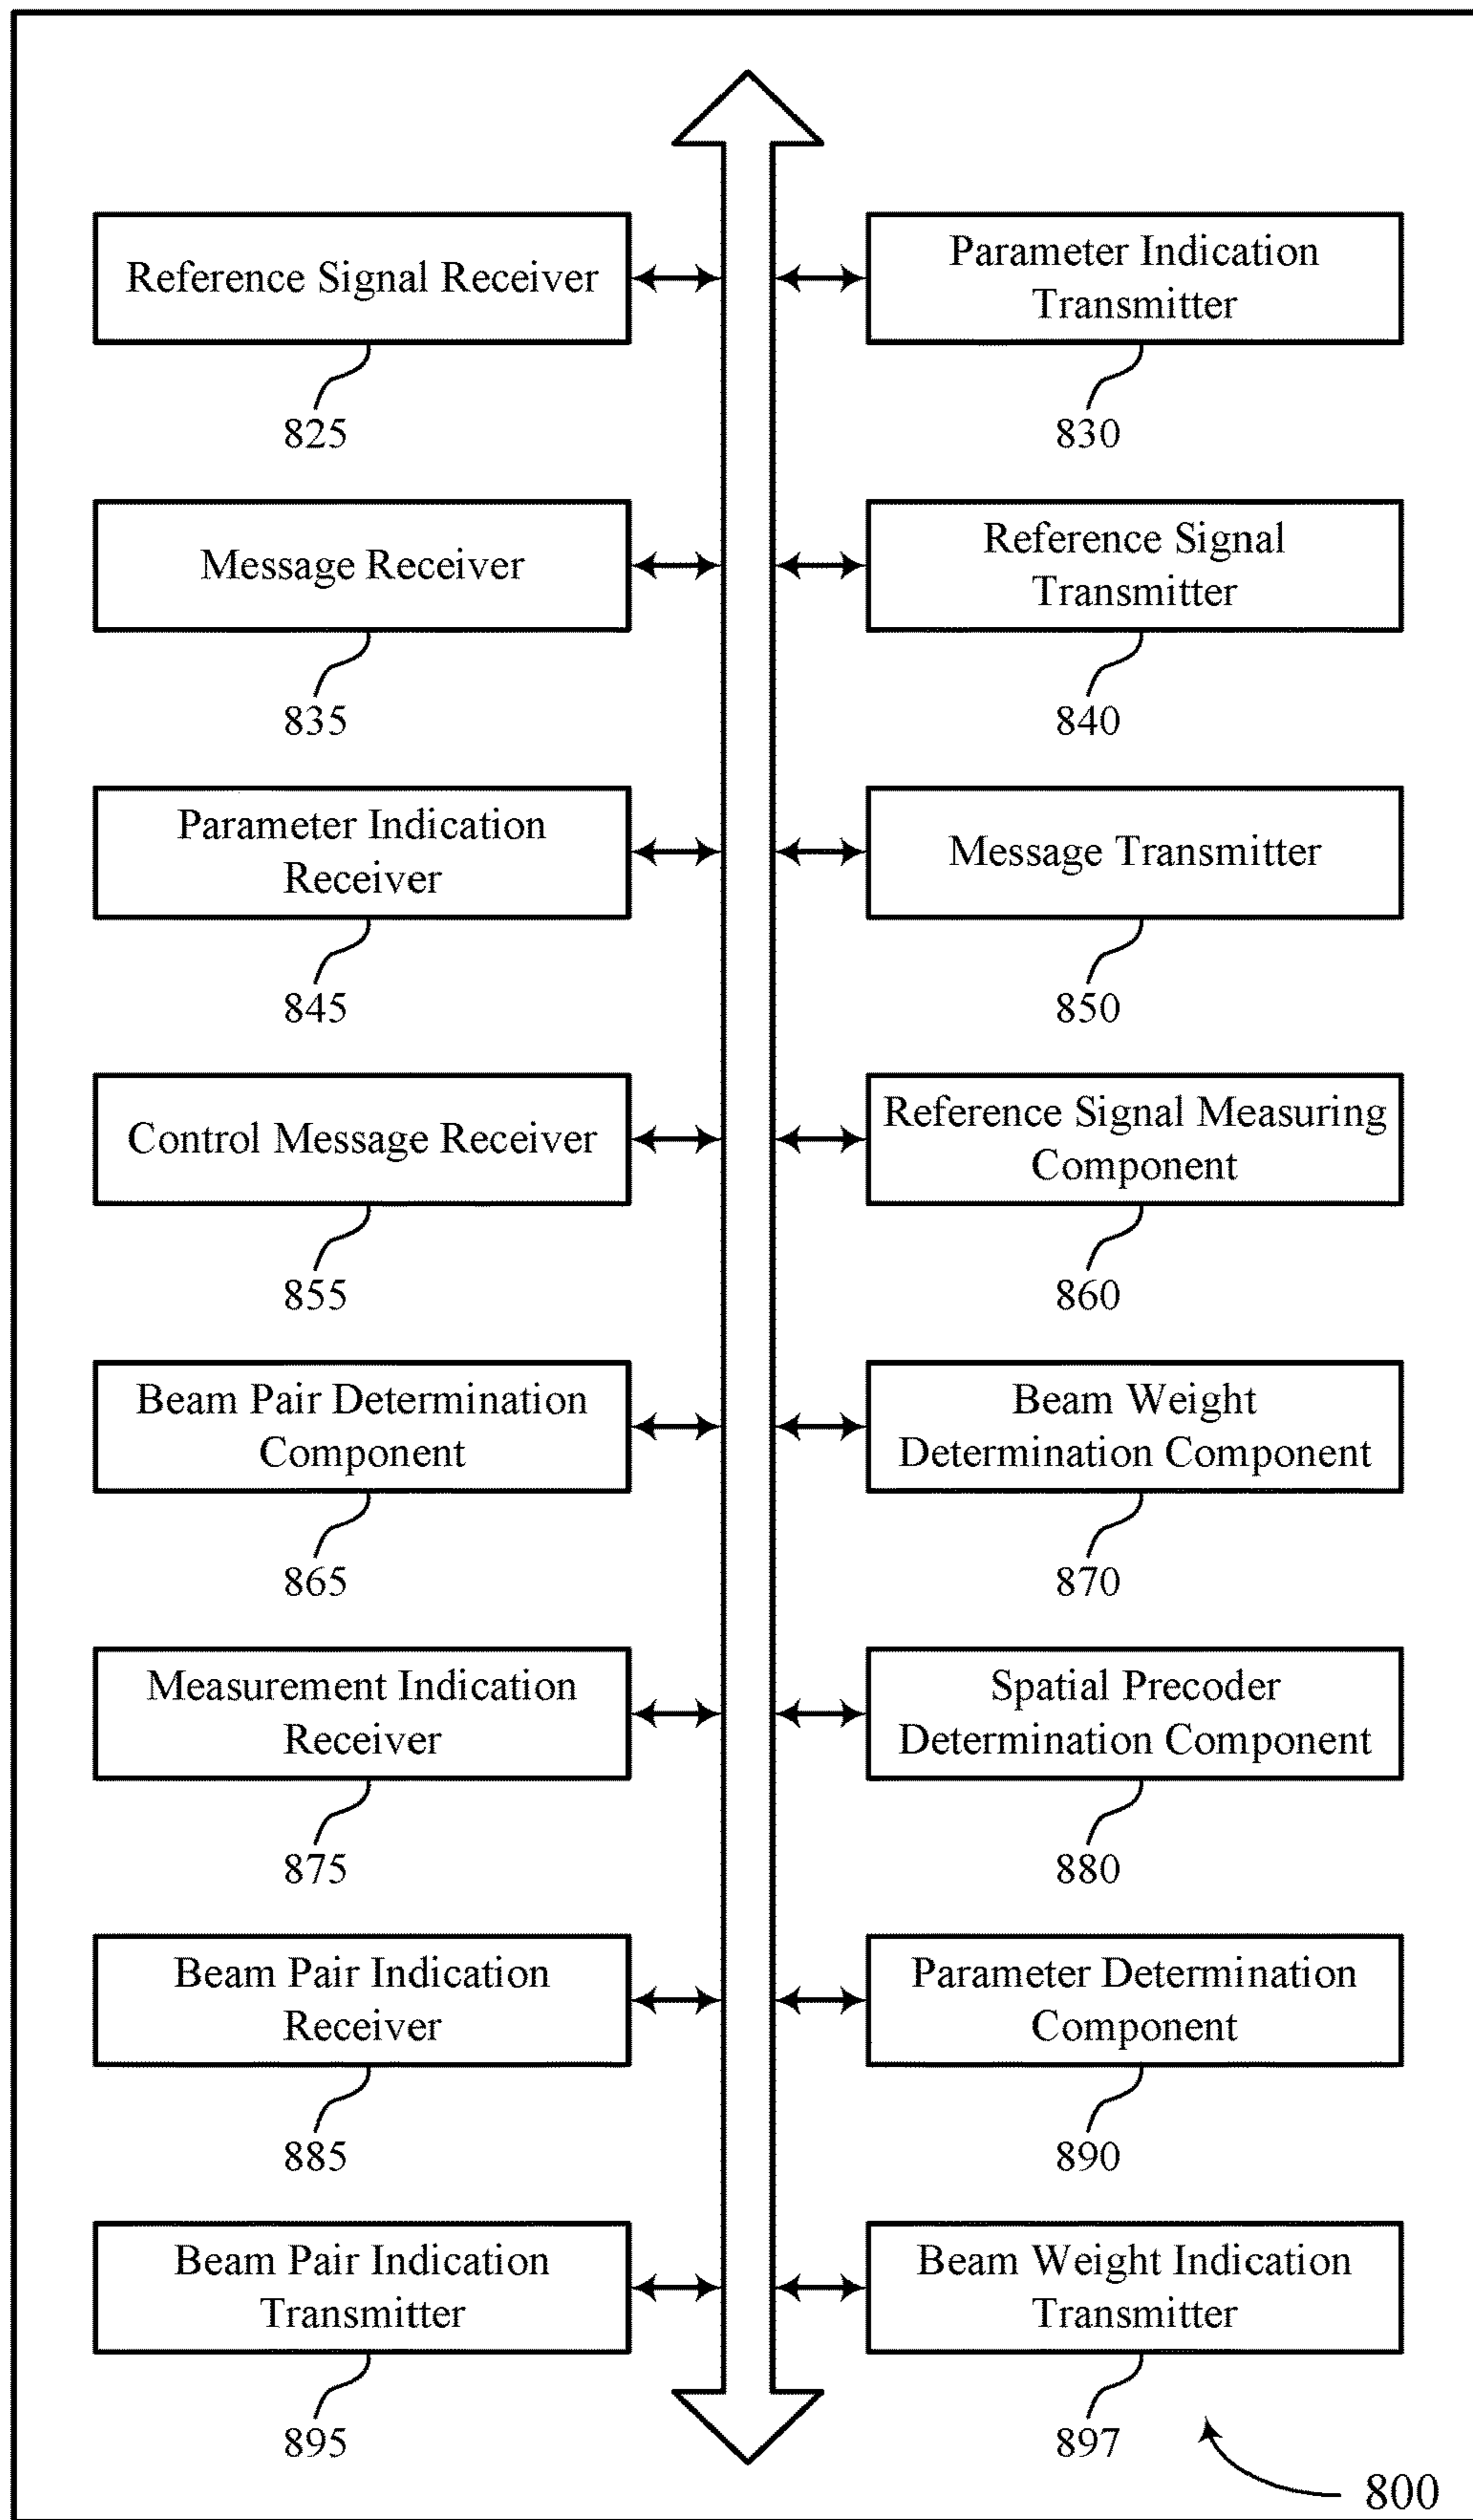 Reference Signal Receiver
825
Parameter Indication
Transmitter
830
Message Receiver
835
Reference Signal
Transmitter
840
Parameter Indication
Receiver
845
Message Transmitter
850
Control Message Receiver
855
Reference Signal Measuring
Component
860
Beam Pair Determination
Component
865
Beam Weight
Determination Component
870
Measurement Indication
Receiver
875
Spatial Precoder
Determination Component
880
Beam Pair Indication
Receiver
885
Parameter Determination
Component
890
Beam Pair Indication
Transmitter
895
Beam Weight Indication
Transmitter
897
800